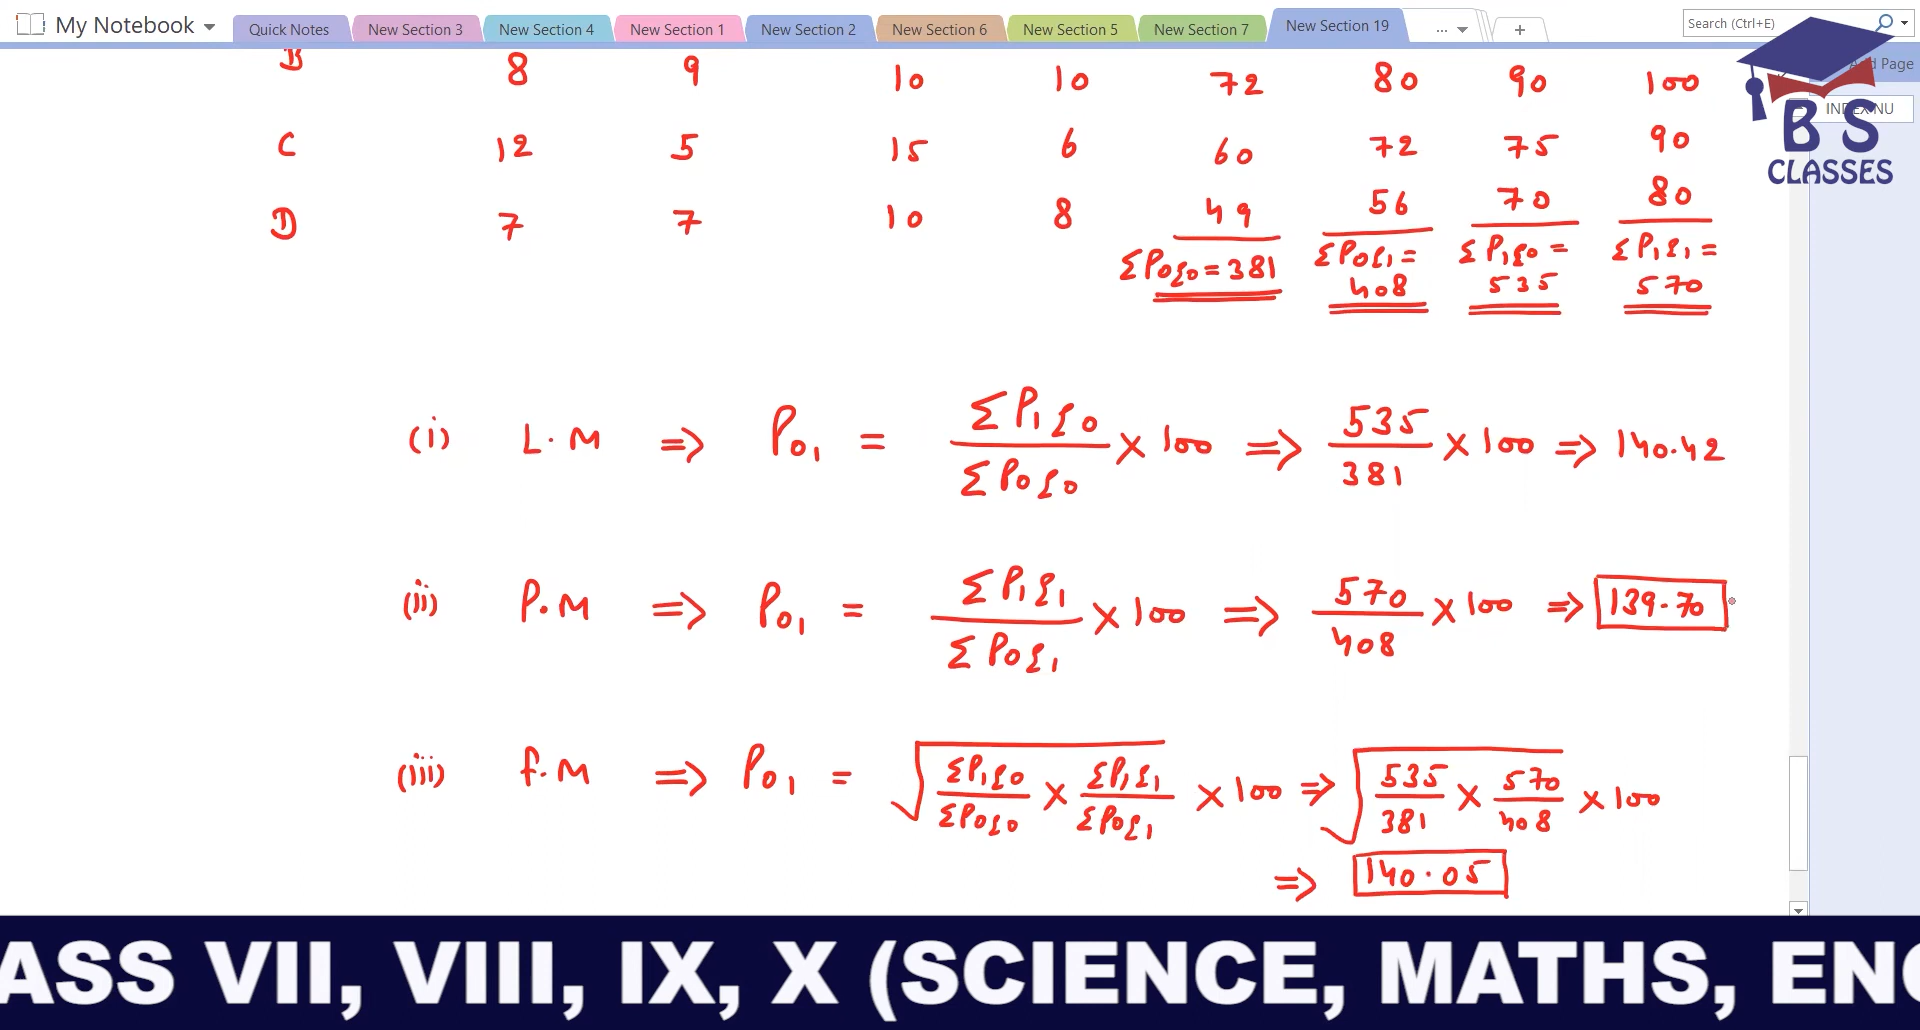 My Notebook
Quick Notes New Section 3 New Section 4 New Section 1 New Section 2 New Section 6 New Section 5 New Section 7 New Section 19 ... +
Search (Ctrl+E)
d Page
INDEX NU
B S
CLASSES
B 8 9 10 10 72 80 90 100
C 12 5 15 6 60 72 75 90
D 7 7 10 8 49 56 70 80
ΣP₀q₀ = 381 ΣP₀q₁ = 408 ΣP₁q₀ = 535 ΣP₁q₁ = 570
(i) L.M ⇒ P₀₁ = ΣP₁q₀ / ΣP₀q₀ × 100 ⇒ 535 / 381 × 100 ⇒ 140.42
(ii) P.M ⇒ P₀₁ = ΣP₁q₁ / ΣP₀q₁ × 100 ⇒ 570 / 408 × 100 ⇒ 139.70
(iii) f.M ⇒ P₀₁ = √(ΣP₁q₀ / ΣP₀q₀ × ΣP₁q₁ / ΣP₀q₁) × 100 ⇒ √(535 / 381 × 570 / 408) × 100
⇒ 140.05
ASS VII, VIII, IX, X (SCIENCE, MATHS, EN